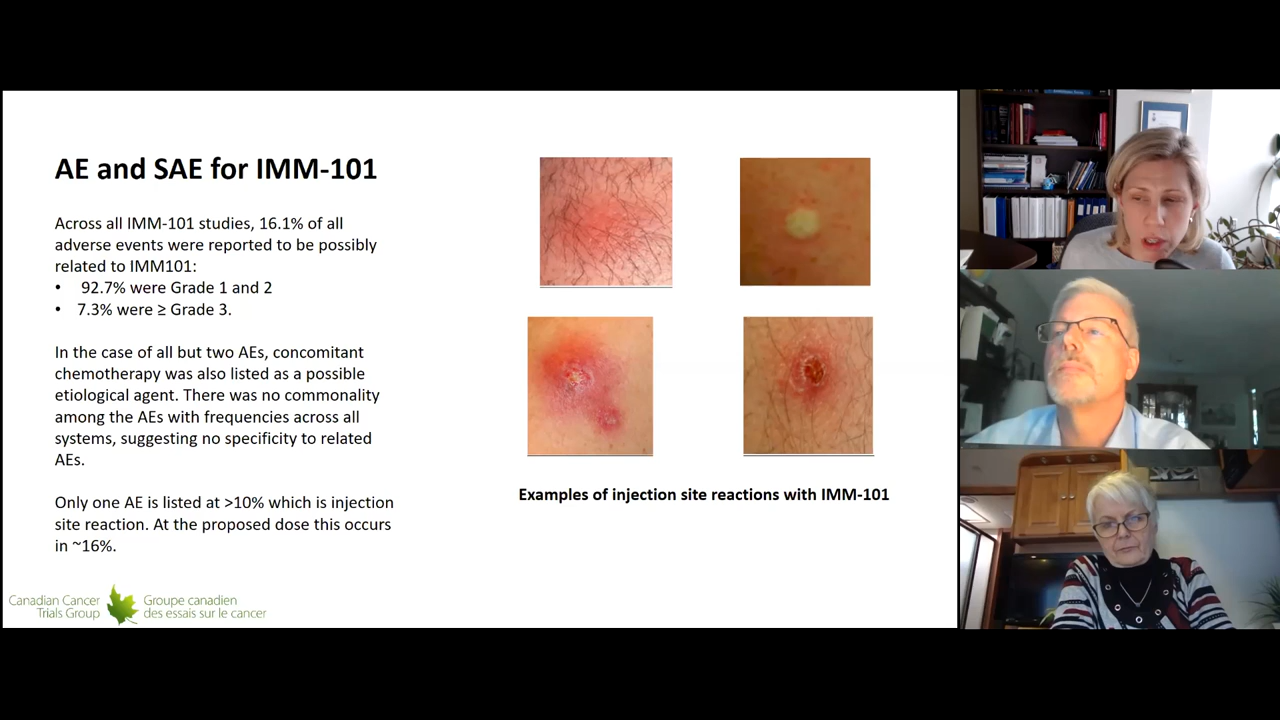 AE and SAE for IMM-101
Across all IMM-101 studies, 16.1% of all
adverse events were reported to be possibly
related to IMM101:
• 92.7% were Grade 1 and 2
• 7.3% were ≥ Grade 3.
In the case of all but two AEs, concomitant
chemotherapy was also listed as a possible
etiological agent. There was no commonality
among the AEs with frequencies across all
systems, suggesting no specificity to related
AEs.
Only one AE is listed at >10% which is injection
site reaction. At the proposed dose this occurs
in ~16%.
Examples of injection site reactions with IMM-101
Canadian Cancer
Trials Group
Groupe canadien
des essais sur le cancer